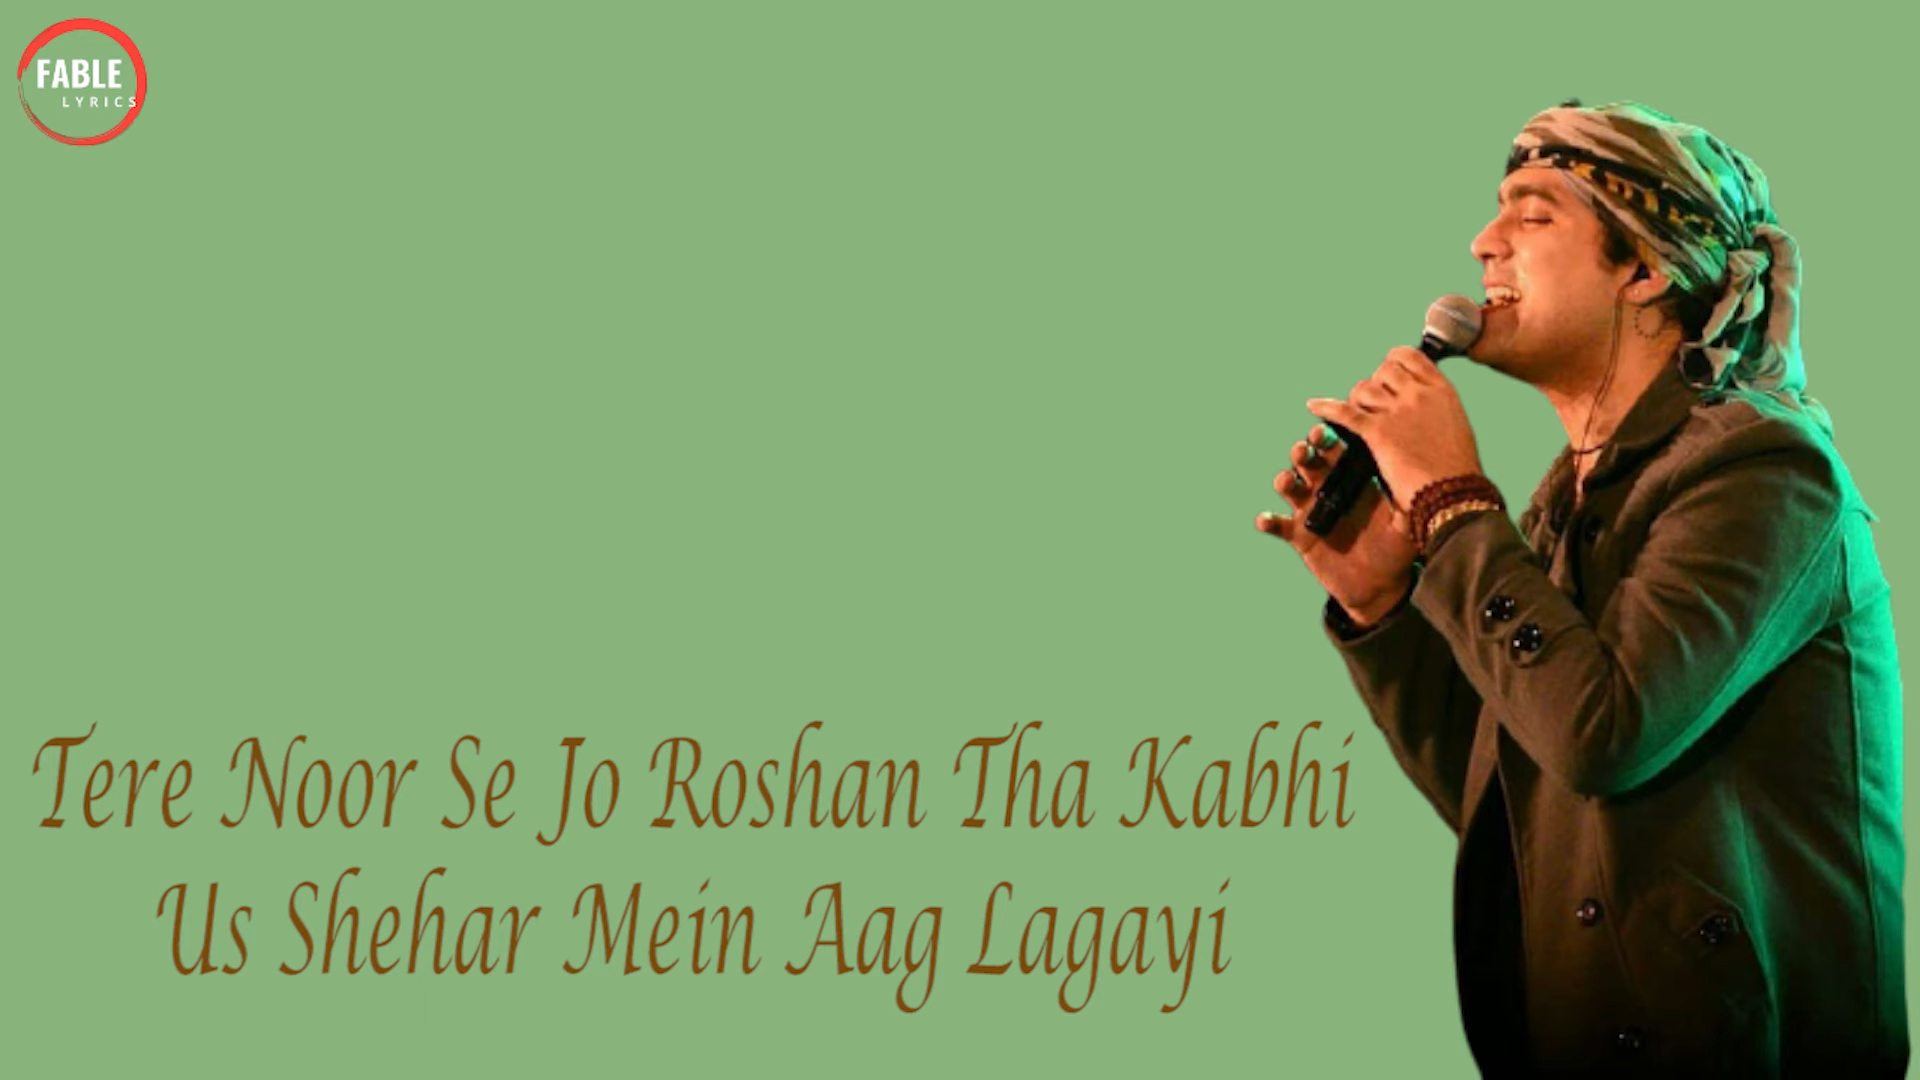 FABLE
LYRICS
Tere Noor Se Jo Roshan Tha Kabhi
Us Shehar Mein Aag Lagayi